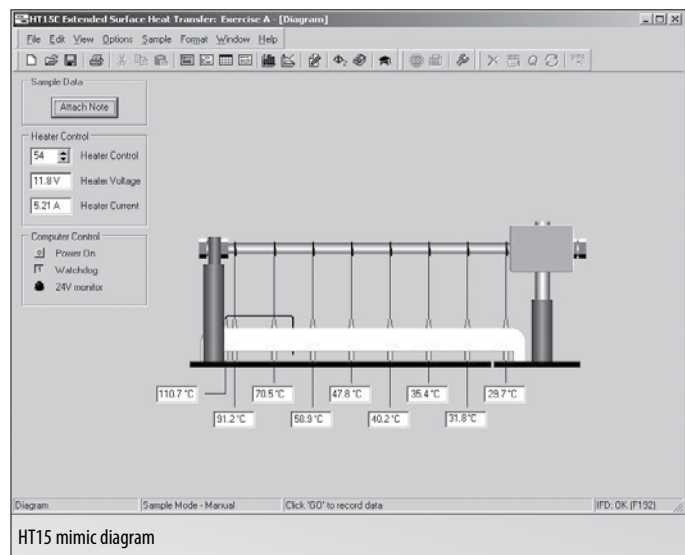 HT15C Extended Surface Heat Transfer: Exercise A - [Diagram]
File Edit View Options Sample Format Window Help
Sample Data
Attach Note
Heater Control
54 Heater Control
11.8 V Heater Voltage
5.21 A Heater Current
Computer Control
Power On
Watchdog
24V monitor
110.7 °C 70.5 °C 47.8 °C 35.4 °C 29.7 °C
91.2 °C 58.9 °C 40.2 °C 31.8 °C
Diagram Sample Mode - Manual Click 'GO' to record data IFD: OK (F192)
HT15 mimic diagram